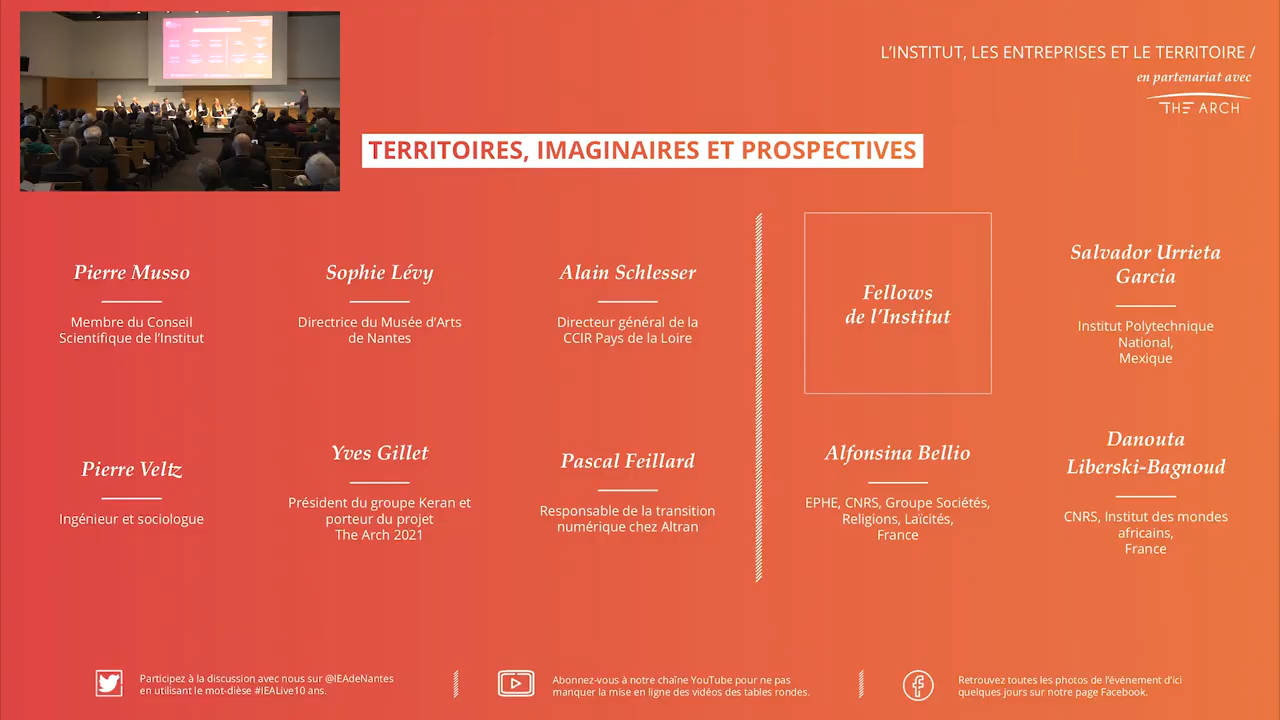 L'INSTITUT, LES ENTREPRISES ET LE TERRITOIRE /
en partenariat avec
THE ARCH
TERRITOIRES, IMAGINAIRES ET PROSPECTIVES
Pierre Musso
Membre du Conseil
Scientifique de l'Institut
Sophie Lévy
Directrice du Musée d'Arts
de Nantes
Alain Schlesser
Directeur général de la
CCIR Pays de la Loire
Fellows
de l'Institut
Salvador Urrieta
Garcia
Institut Polytechnique
National,
Mexique
Pierre Veltz
Ingénieur et sociologue
Yves Gillet
Président du groupe Keran et
porteur du projet
The Arch 2021
Pascal Feillard
Responsable de la transition
numérique chez Altran
Alfonsina Bellio
EPHE, CNRS, Groupe Sociétés,
Religions, Laïcités,
France
Danouta
Liberski-Bagnoud
CNRS, Institut des mondes
africains,
France
Participez à la discussion avec nous sur @IEAdeNantes
en utilisant le mot-dièse #IEALive10 ans.
Abonnez-vous à notre chaîne YouTube pour ne pas
manquer la mise en ligne des vidéos des tables rondes.
Retrouvez toutes les photos de l'événement d'ici
quelques jours sur notre page Facebook.